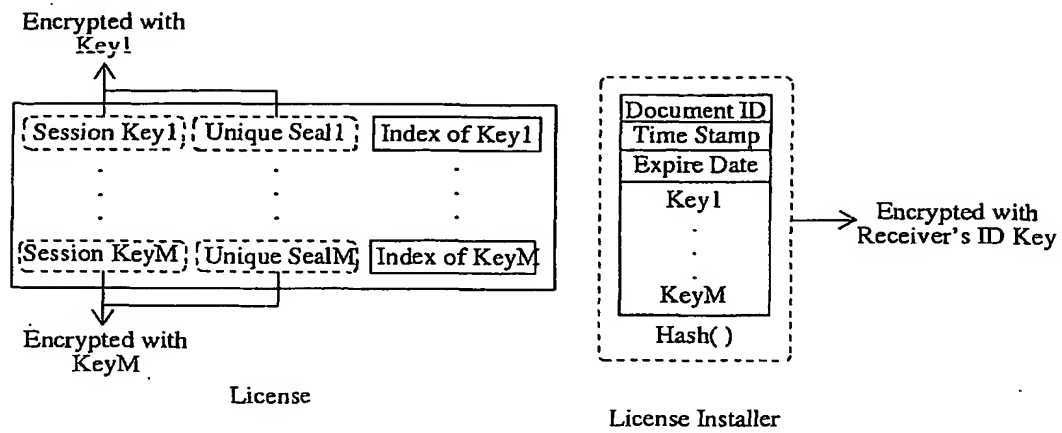 Encrypted with
Key1
Session Key1 Unique Seal1 Index of Key1
Session KeyM Unique SealM Index of KeyM
Encrypted with
KeyM
License
Document ID
Time Stamp
Expire Date
Key1
KeyM
Hash( )
Encrypted with
Receiver's ID Key
License Installer